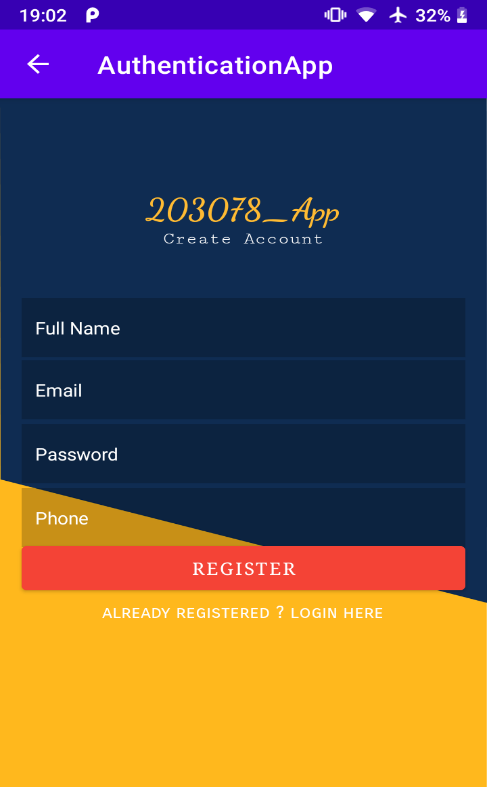 19:02 32%
AuthenticationApp
203078_App
Create Account
Full Name
Email
Password
Phone
REGISTER
ALREADY REGISTERED ? LOGIN HERE